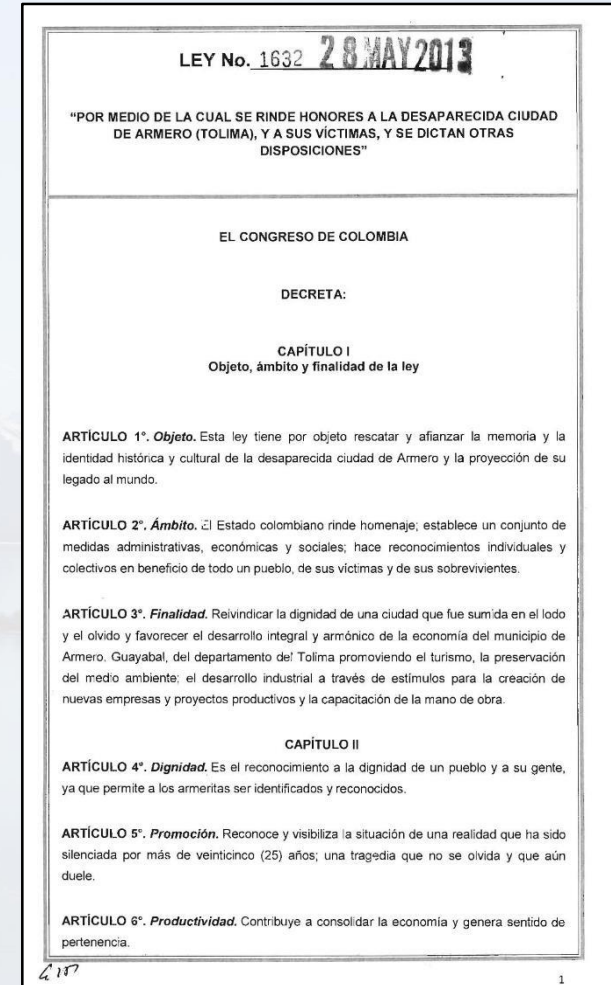 LEY No. 1632 28 MAY 2013
"POR MEDIO DE LA CUAL SE RINDE HONORES A LA DESAPARECIDA CIUDAD
DE ARMERO (TOLIMA), Y A SUS VÍCTIMAS, Y SE DICTAN OTRAS
DISPOSICIONES"
EL CONGRESO DE COLOMBIA
DECRETA:
CAPÍTULO I
Objeto, ámbito y finalidad de la ley
ARTÍCULO 1°. Objeto. Esta ley tiene por objeto rescatar y afianzar la memoria y la
identidad histórica y cultural de la desaparecida ciudad de Armero y la proyección de su
legado al mundo.
ARTÍCULO 2°. Ámbito. El Estado colombiano rinde homenaje; establece un conjunto de
medidas administrativas, económicas y sociales; hace reconocimientos individuales y
colectivos en beneficio de todo un pueblo, de sus víctimas y de sus sobrevivientes.
ARTÍCULO 3°. Finalidad. Reivindicar la dignidad de una ciudad que fue sumida en el lodo
y el olvido y favorecer el desarrollo integral y armónico de la economía del municipio de
Armero. Guayabal, del departamento del Tolima promoviendo el turismo, la preservación
del medio ambiente; el desarrollo industrial a través de estímulos para la creación de
nuevas empresas y proyectos productivos y la capacitación de la mano de obra.
CAPÍTULO II
ARTÍCULO 4°. Dignidad. Es el reconocimiento a la dignidad de un pueblo y a su gente,
ya que permite a los armeritas ser identificados y reconocidos.
ARTÍCULO 5°. Promoción. Reconoce y visibiliza la situación de una realidad que ha sido
silenciada por más de veinticinco (25) años; una tragedia que no se olvida y que aún
duele.
ARTÍCULO 6°. Productividad. Contribuye a consolidar la economía y genera sentido de
pertenencia.
1